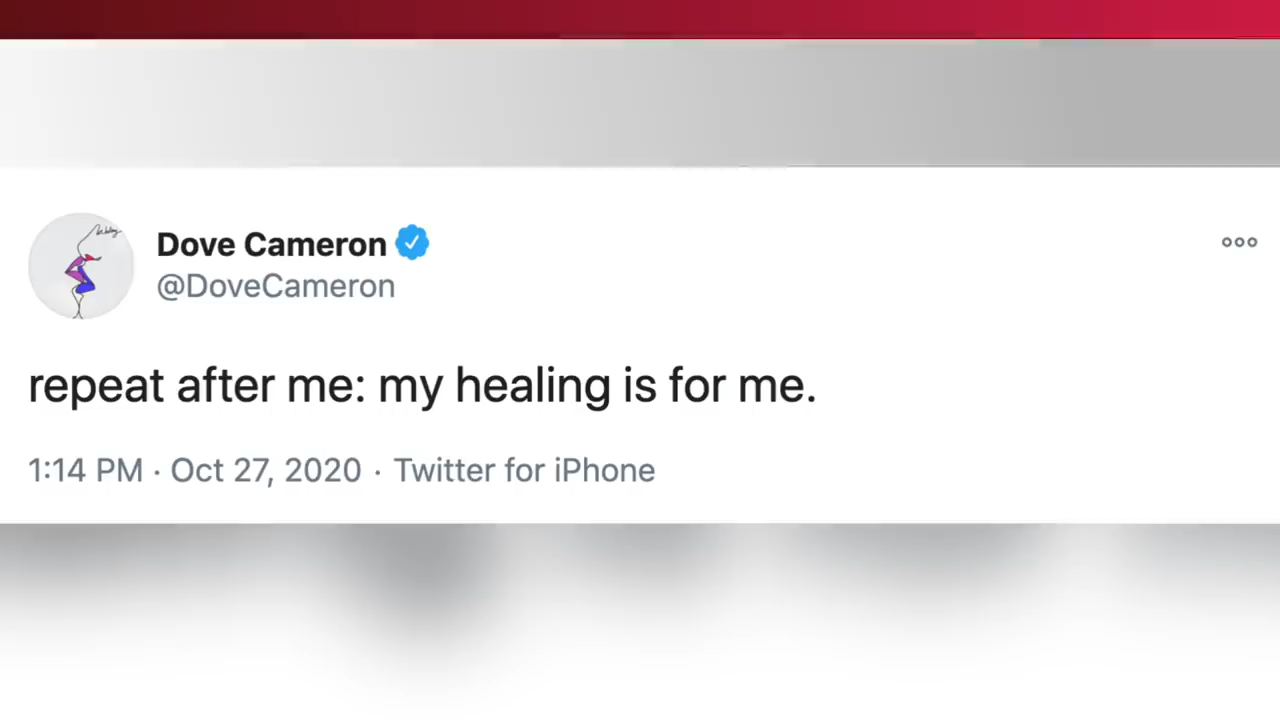 Dove Cameron
@DoveCameron
repeat after me: my healing is for me.
1:14 PM · Oct 27, 2020 · Twitter for iPhone